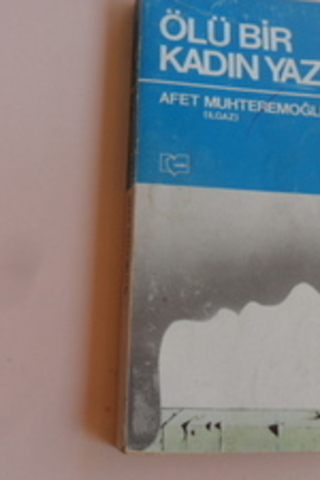 ÖLÜ BİR
KADIN YAZ
AFET MUHTEREMOĞL
(ILGAZ)